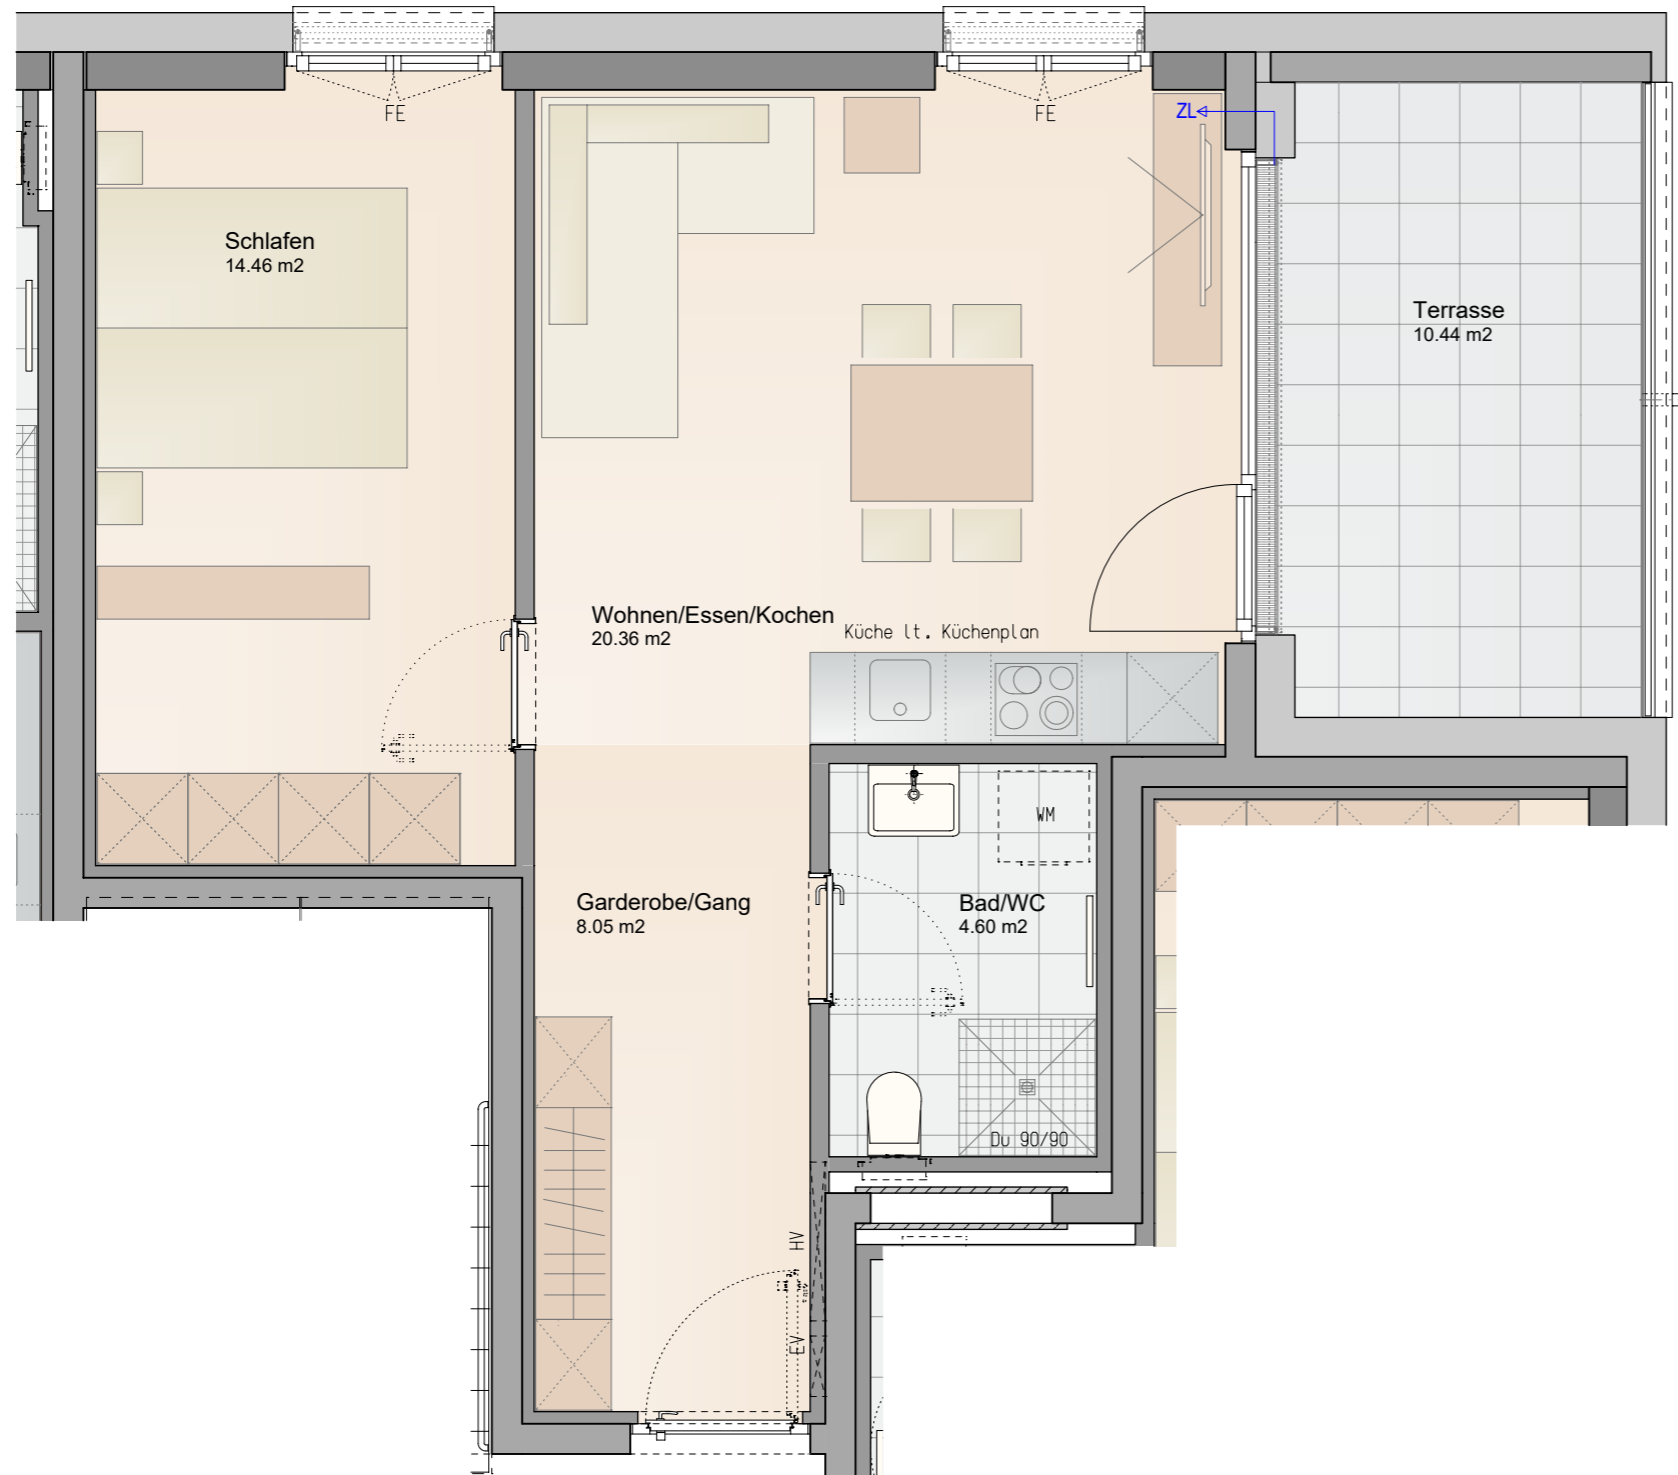 FE
FE
ZL
Schlafen
14.46 m2
Terrasse
10.44 m2
Wohnen/Essen/Kochen
20.36 m2
Küche lt. Küchenplan
WM
Garderobe/Gang
8.05 m2
Bad/WC
4.60 m2
Du 90/90
HV
EV